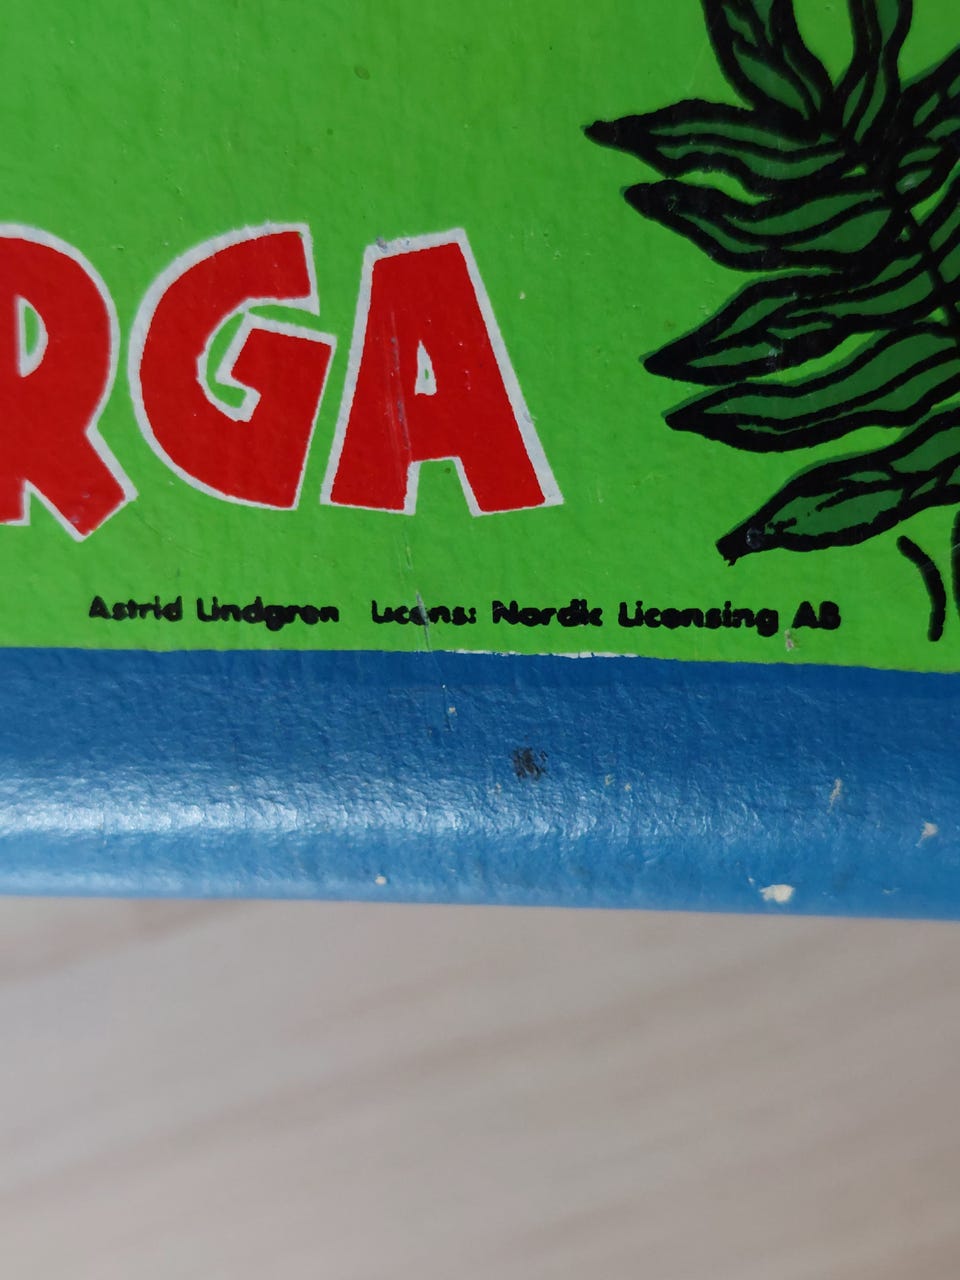 RGA
Astrid Lindgren Licens: Nordic Licensing AB